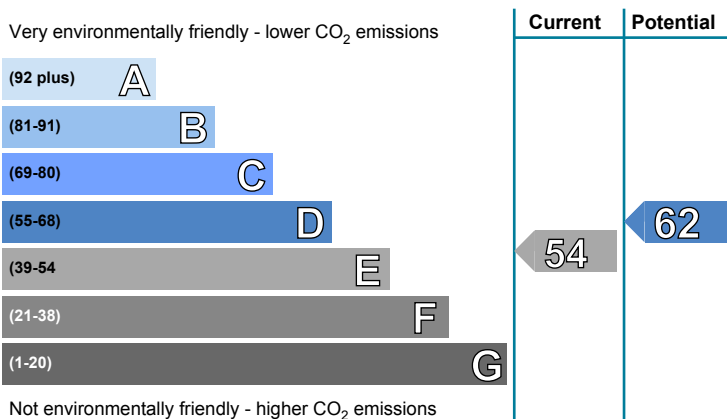 Very environmentally friendly - lower CO2 emissions
Current
Potential
(92 plus) A
(81-91) B
(69-80) C
(55-68) D
62
(39-54 E
54
(21-38) F
(1-20) G
Not environmentally friendly - higher CO2 emissions